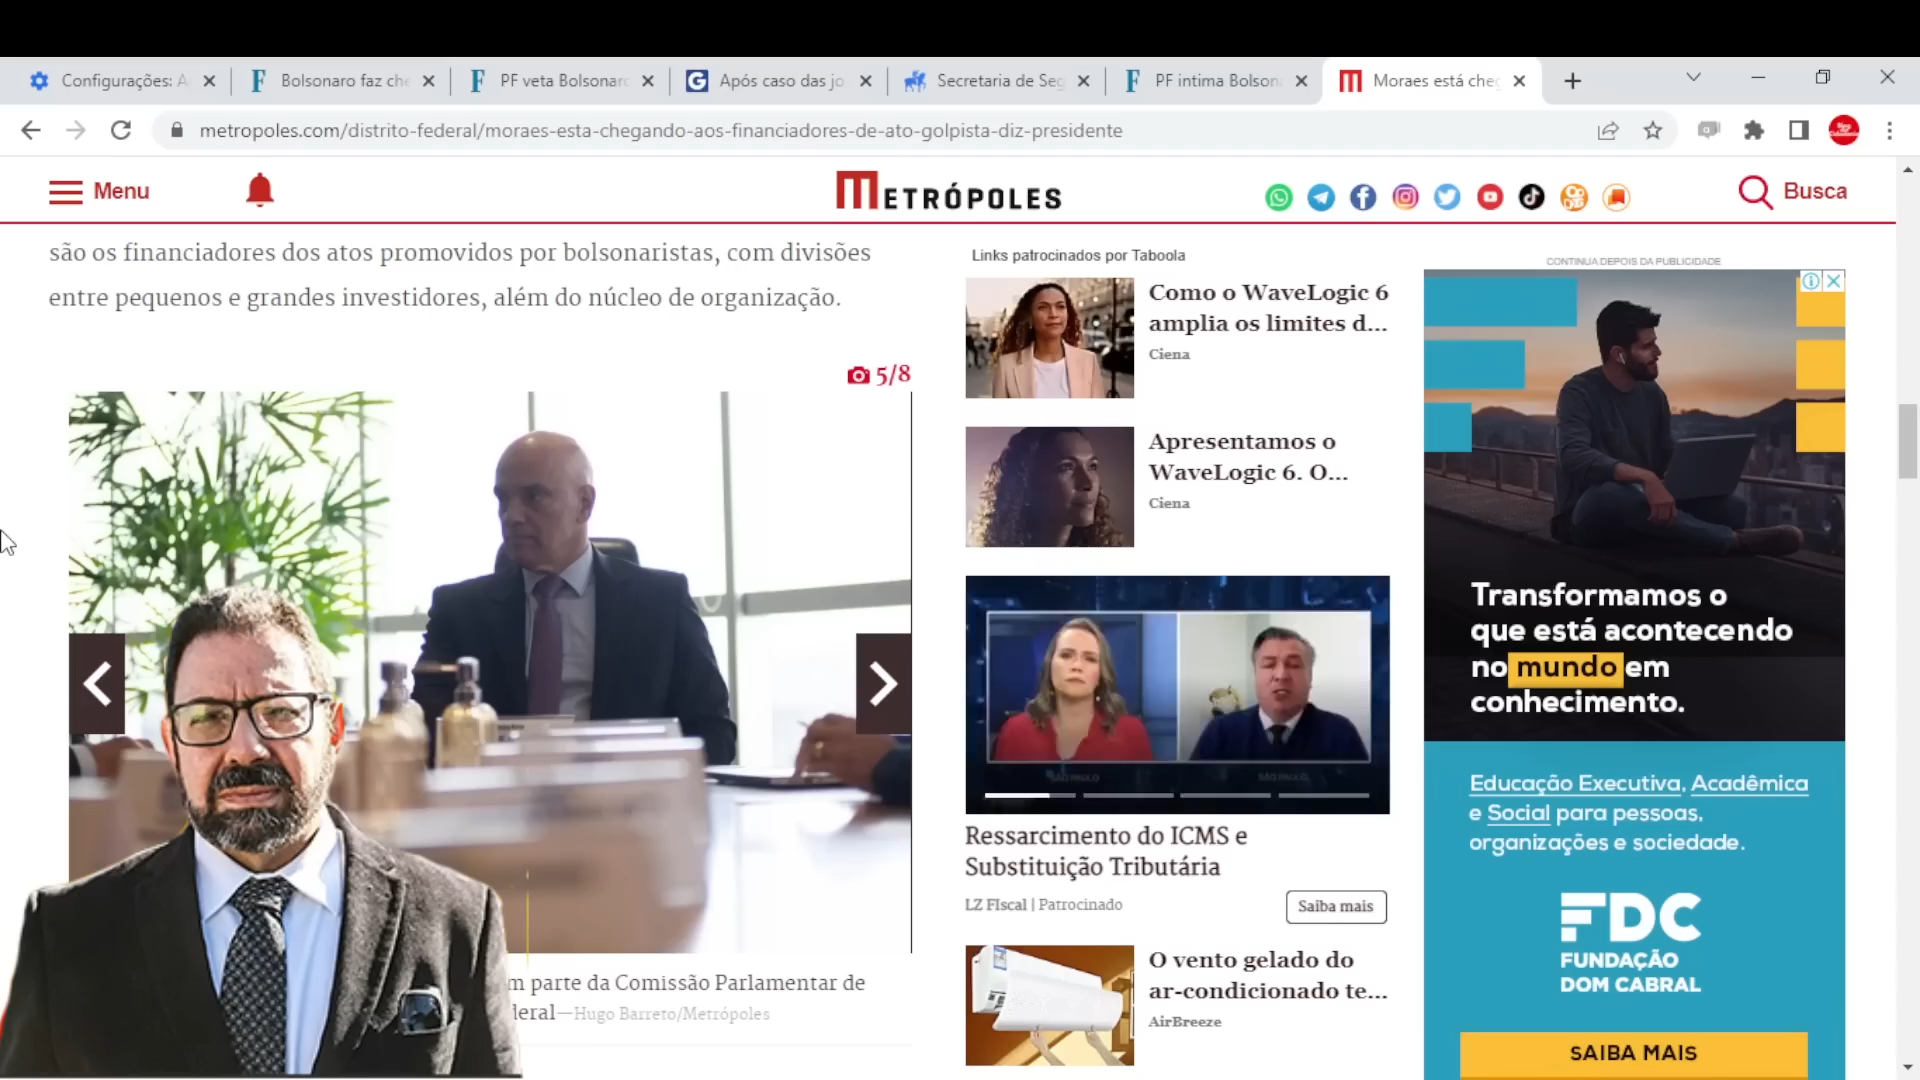 Configurações: A
Bolsonaro faz che
PF veta Bolsonaro
Após caso das jo
Secretaria de Seg
PF intima Bolson
Moraes está cheg
metropoles.com/distrito-federal/moraes-esta-chegando-aos-financiadores-de-ato-golpista-diz-presidente
Menu
METRÓPOLES
Busca
são os financiadores dos atos promovidos por bolsonaristas, com divisões
entre pequenos e grandes investidores, além do núcleo de organização.
5/8
m parte da Comissão Parlamentar de
deral—Hugo Barreto/Metrópoles
Links patrocinados por Taboola
Como o WaveLogic 6
amplia os limites d...
Ciena
Apresentamos o
WaveLogic 6. O...
Ciena
SÃO PAULO
SÃO PAULO
Ressarcimento do ICMS e
Substituição Tributária
LZ FIscal | Patrocinado
Saiba mais
O vento gelado do
ar-condicionado te...
AirBreeze
CONTINUA DEPOIS DA PUBLICIDADE
Transformamos o
que está acontecendo
no mundo em
conhecimento.
Educação Executiva, Acadêmica
e Social para pessoas,
organizações e sociedade.
FDC
FUNDAÇÃO
DOM CABRAL
SAIBA MAIS